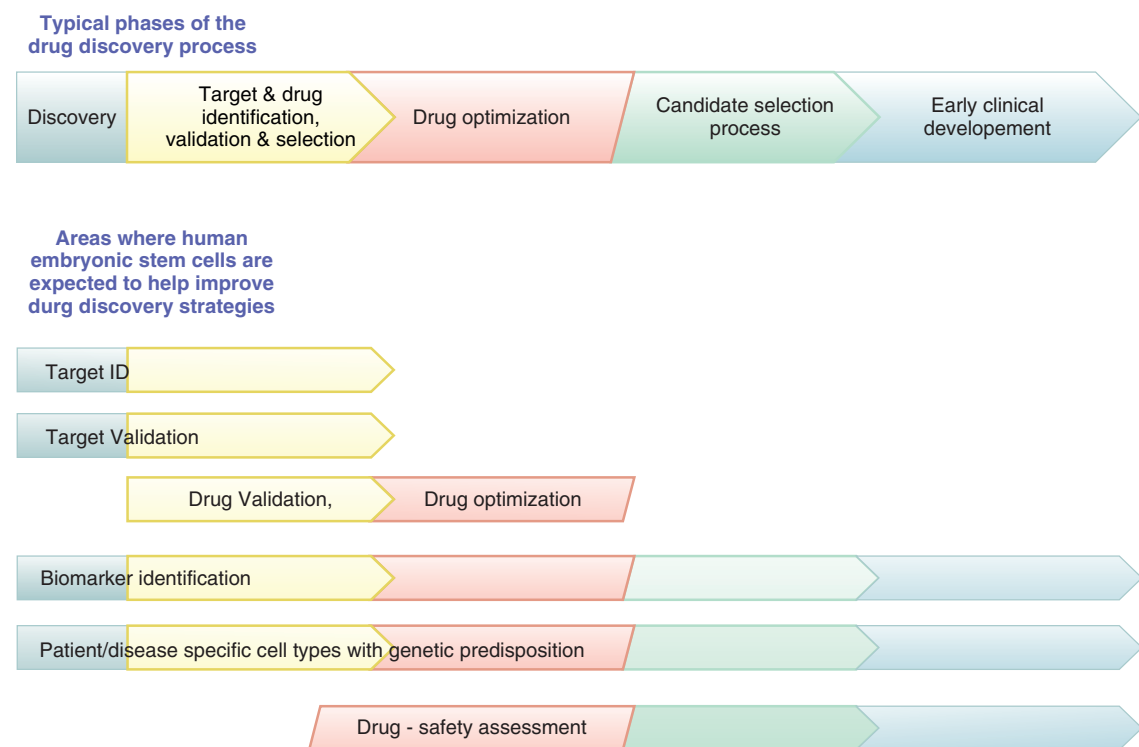 Typical phases of the
drug discovery process
Discovery
Target & drug
identification,
validation & selection
Drug optimization
Candidate selection
process
Early clinical
developement
Areas where human
embryonic stem cells are
expected to help improve
durg discovery strategies
Target ID
Target Validation
Drug Validation,
Drug optimization
Biomarker identification
Patient/disease specific cell types with genetic predisposition
Drug - safety assessment